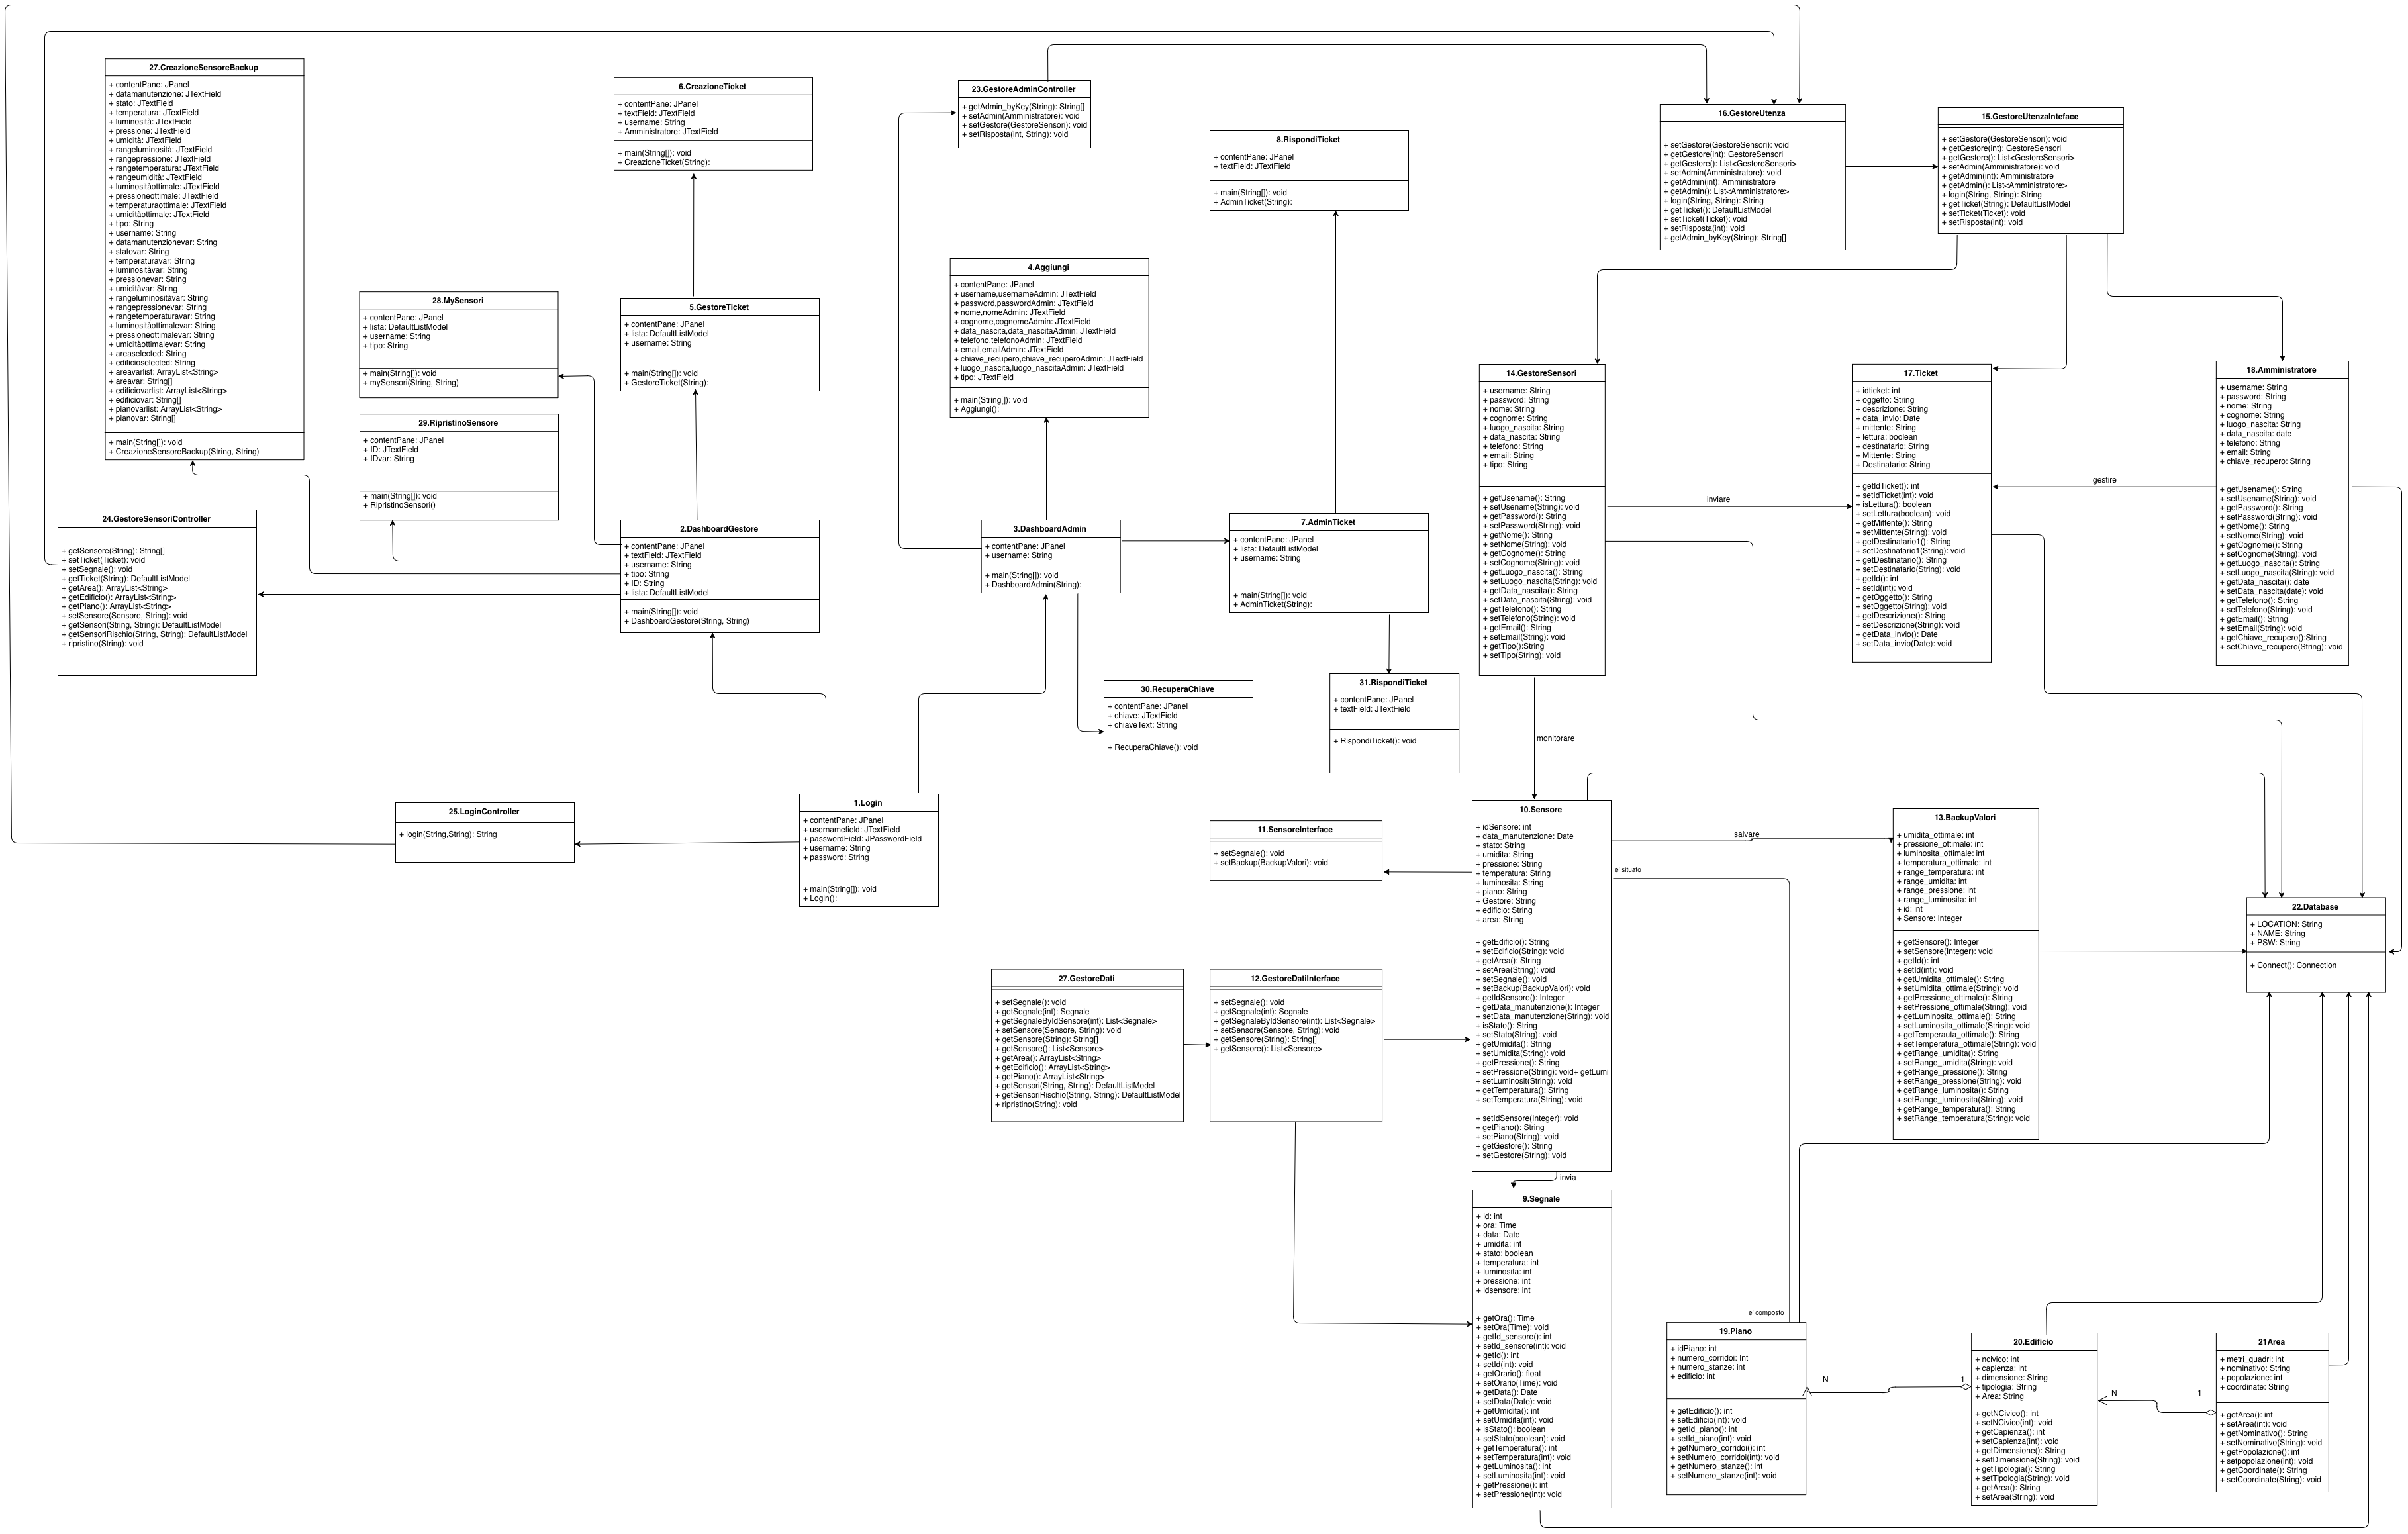 27.CreazioneSensoreBackup
+ contentPane: JPanel
+ datamanutenzione: JTextField
+ stato: JTextField
+ temperatura: JTextField
+ luminosità: JTextField
+ pressione: JTextField
+ umidità: JTextField
+ rangeluminosità: JTextField
+ rangepressione: JTextField
+ rangetemperatura: JTextField
+ rangeumidità: JTextField
+ luminositàottimale: JTextField
+ pressioneottimale: JTextField
+ temperaturaottimale: JTextField
+ umiditàottimale: JTextField
+ tipo: String
+ username: String
+ datamanutenzionevar: String
+ statovar: String
+ temperaturavar: String
+ luminositàvar: String
+ pressionevar: String
+ umiditàvar: String
+ rangeluminositàvar: String
+ rangepressionevar: String
+ rangetemperaturavar: String
+ luminositàottimalevar: String
+ pressioneottimalevar: String
+ umiditàottimalevar: String
+ areaselected: String
+ edificioselected: String
+ areavarlist: ArrayList<String>
+ areavar: String[]
+ edificiovarlist: ArrayList<String>
+ edificiovar: String[]
+ pianovarlist: ArrayList<String>
+ pianovar: String[]
+ main(String[]): void
+ CreazioneSensoreBackup(String, String)
6.CreazioneTicket
+ contentPane: JPanel
+ textField: JTextField
+ username: String
+ Amministratore: JTextField
+ main(String[]): void
+ CreazioneTicket(String):
23.GestoreAdminController
+ getAdmin_byKey(String): String[]
+ setAdmin(Amministratore): void
+ setGestore(GestoreSensori): void
+ setRisposta(int, String): void
8.RispondiTicket
+ contentPane: JPanel
+ textField: JTextField
+ main(String[]): void
+ AdminTicket(String):
16.GestoreUtenza
+ setGestore(GestoreSensori): void
+ getGestore(int): GestoreSensori
+ getGestore(): List<GestoreSensori>
+ setAdmin(Amministratore): void
+ getAdmin(int): Amministratore
+ getAdmin(): List<Amministratore>
+ login(String, String): String
+ getTicket(): DefaultListModel
+ setTicket(Ticket): void
+ setRisposta(int): void
+ getAdmin_byKey(String): String[]
15.GestoreUtenzaInteface
+ setGestore(GestoreSensori): void
+ getGestore(int): GestoreSensori
+ getGestore(): List<GestoreSensori>
+ setAdmin(Amministratore): void
+ getAdmin(int): Amministratore
+ getAdmin(): List<Amministratore>
+ login(String, String): String
+ getTicket(String): DefaultListModel
+ setTicket(Ticket): void
+ setRisposta(int): void
28.MySensori
+ contentPane: JPanel
+ lista: DefaultListModel
+ username: String
+ tipo: String
+ main(String[]): void
+ mySensori(String, String)
5.GestoreTicket
+ contentPane: JPanel
+ lista: DefaultListModel
+ username: String
+ main(String[]): void
+ GestoreTicket(String):
4.Aggiungi
+ contentPane: JPanel
+ username,usernameAdmin: JTextField
+ password,passwordAdmin: JTextField
+ nome,nomeAdmin: JTextField
+ cognome,cognomeAdmin: JTextField
+ data_nascita,data_nascitaAdmin: JTextField
+ telefono,telefonoAdmin: JTextField
+ email,emailAdmin: JTextField
+ chiave_recupero,chiave_recuperoAdmin: JTextField
+ luogo_nascita,luogo_nascitaAdmin: JTextField
+ tipo: JTextField
+ main(String[]): void
+ Aggiungi():
29.RipristinoSensore
+ contentPane: JPanel
+ ID: JTextField
+ IDvar: String
+ main(String[]): void
+ RipristinoSensori()
24.GestoreSensoriController
+ getSensore(String): String[]
+ setTicket(Ticket): void
+ setSegnale(): void
+ getTicket(String): DefaultListModel
+ getArea(): ArrayList<String>
+ getEdificio(): ArrayList<String>
+ getPiano(): ArrayList<String>
+ setSensore(Sensore, String): void
+ getSensori(String, String): DefaultListModel
+ getSensoriRischio(String, String): DefaultListModel
+ ripristino(String): void
2.DashboardGestore
+ contentPane: JPanel
+ textField: JTextField
+ username: String
+ tipo: String
+ ID: String
+ lista: DefaultListModel
+ main(String[]): void
+ DashboardGestore(String, String)
3.DashboardAdmin
+ contentPane: JPanel
+ username: String
+ main(String[]): void
+ DashboardAdmin(String):
7.AdminTicket
+ contentPane: JPanel
+ lista: DefaultListModel
+ username: String
+ main(String[]): void
+ AdminTicket(String):
14.GestoreSensori
+ username: String
+ password: String
+ nome: String
+ cognome: String
+ luogo_nascita: String
+ data_nascita: String
+ telefono: String
+ email: String
+ tipo: String
+ getUsename(): String
+ setUsename(String): void
+ getPassword(): String
+ setPassword(String): void
+ getNome(): String
+ setNome(String): void
+ getCognome(): String
+ setCognome(String): void
+ getLuogo_nascita(): String
+ setLuogo_nascita(String): void
+ getData_nascita(): String
+ setData_nascita(String): void
+ getTelefono(): String
+ setTelefono(String): void
+ getEmail(): String
+ setEmail(String): void
+ getTipo():String
+ setTipo(String): void
inviare
17.Ticket
+ idticket: int
+ oggetto: String
+ descrizione: String
+ data_invio: Date
+ mittente: String
+ lettura: boolean
+ destinatario: String
+ Mittente: String
+ Destinatario: String
+ getIdTicket(): int
+ setIdTicket(int): void
+ isLettura(): boolean
+ setLettura(boolean): void
+ getMittente(): String
+ setMittente(String): void
+ getDestinatario1(): String
+ setDestinatario1(String): void
+ getDestinatario(): String
+ setDestinatario(String): void
+ getId(): int
+ setId(int): void
+ getOggetto(): String
+ setOggetto(String): void
+ getDescrizione(): String
+ setDescrizione(String): void
+ getData_invio(): Date
+ setData_invio(Date): void
gestire
18.Amministratore
+ username: String
+ password: String
+ nome: String
+ cognome: String
+ luogo_nascita: String
+ data_nascita: date
+ telefono: String
+ email: String
+ chiave_recupero: String
+ getUsename(): String
+ setUsename(String): void
+ getPassword(): String
+ setPassword(String): void
+ getNome(): String
+ setNome(String): void
+ getCognome(): String
+ setCognome(String): void
+ getLuogo_nascita(): String
+ setLuogo_nascita(String): void
+ getData_nascita(): date
+ setData_nascita(date): void
+ getTelefono(): String
+ setTelefono(String): void
+ getEmail(): String
+ setEmail(String): void
+ getChiave_recupero():String
+ setChiave_recupero(String): void
30.RecuperaChiave
+ contentPane: JPanel
+ chiave: JTextField
+ chiaveText: String
+ RecuperaChiave(): void
31.RispondiTicket
+ contentPane: JPanel
+ textField: JTextField
+ RispondiTicket(): void
monitorare
25.LoginController
+ login(String,String): String
1.Login
+ contentPane: JPanel
+ usernamefield: JTextField
+ passwordField: JPasswordField
+ username: String
+ password: String
+ main(String[]): void
+ Login():
11.SensoreInterface
+ setSegnale(): void
+ setBackup(BackupValori): void
10.Sensore
+ idSensore: int
+ data_manutenzione: Date
+ stato: String
+ umidita: String
+ pressione: String
+ temperatura: String
+ luminosita: String
+ piano: String
+ Gestore: String
+ edificio: String
+ area: String
+ getEdificio(): String
+ setEdificio(String): void
+ getArea(): String
+ setArea(String): void
+ setSegnale(): void
+ setBackup(BackupValori): void
+ getIdSensore(): Integer
+ getData_manutenzione(): Integer
+ setData_manutenzione(String): void
+ isStato(): String
+ setStato(String): void
+ getUmidita(): String
+ setUmidita(String): void
+ getPressione(): String
+ setPressione(String): void+ getLumi
+ setLuminosit(String): void
+ getTemperatura(): String
+ setTemperatura(String): void
+ setIdSensore(Integer): void
+ getPiano(): String
+ setPiano(String): void
+ getGestore(): String
+ setGestore(String): void
salvare
e' situato
13.BackupValori
+ umidita_ottimale: int
+ pressione_ottimale: int
+ luminosita_ottimale: int
+ temperatura_ottimale: int
+ range_temperatura: int
+ range_umidita: int
+ range_pressione: int
+ range_luminosita: int
+ id: int
+ Sensore: Integer
+ getSensore(): Integer
+ setSensore(Integer): void
+ getId(): int
+ setId(int): void
+ getUmidita_ottimale(): String
+ setUmidita_ottimale(String): void
+ getPressione_ottimale(): String
+ setPressione_ottimale(String): void
+ getLuminosita_ottimale(): String
+ setLuminosita_ottimale(String): void
+ getTemperauta_ottimale(): String
+ setTemperatura_ottimale(String): void
+ getRange_umidita(): String
+ setRange_umidita(String): void
+ getRange_pressione(): String
+ setRange_pressione(String): void
+ getRange_luminosita(): String
+ setRange_luminosita(String): void
+ getRange_temperatura(): String
+ setRange_temperatura(String): void
22.Database
+ LOCATION: String
+ NAME: String
+ PSW: String
+ Connect(): Connection
27.GestoreDati
+ setSegnale(): void
+ getSegnale(int): Segnale
+ getSegnaleByIdSensore(int): List<Segnale>
+ setSensore(Sensore, String): void
+ getSensore(String): String[]
+ getSensore(): List<Sensore>
+ getArea(): ArrayList<String>
+ getEdificio(): ArrayList<String>
+ getPiano(): ArrayList<String>
+ getSensori(String, String): DefaultListModel
+ getSensoriRischio(String, String): DefaultListModel
+ ripristino(String): void
12.GestoreDatiInterface
+ setSegnale(): void
+ getSegnale(int): Segnale
+ getSegnaleByIdSensore(int): List<Segnale>
+ setSensore(Sensore, String): void
+ getSensore(String): String[]
+ getSensore(): List<Sensore>
invia
9.Segnale
+ id: int
+ ora: Time
+ data: Date
+ umidita: int
+ stato: boolean
+ temperatura: int
+ luminosita: int
+ pressione: int
+ idsensore: int
+ getOra(): Time
+ setOra(Time): void
+ getId_sensore(): int
+ setId_sensore(int): void
+ getId(): int
+ setId(int): void
+ getOrario(): float
+ setOrario(Time): void
+ getData(): Date
+ setData(Date): void
+ getUmidita(): int
+ setUmidita(int): void
+ isStato(): boolean
+ setStato(boolean): void
+ getTemperatura(): int
+ setTemperatura(int): void
+ getLuminosita(): int
+ setLuminosita(int): void
+ getPressione(): int
+ setPressione(int): void
e' composto
19.Piano
+ idPiano: int
+ numero_corridoi: Int
+ numero_stanze: int
+ edificio: int
+ getEdificio(): int
+ setEdificio(int): void
+ getId_piano(): int
+ setId_piano(int): void
+ getNumero_corridoi(): int
+ setNumero_corridoi(int): void
+ getNumero_stanze(): int
+ setNumero_stanze(int): void
N
1
20.Edificio
+ ncivico: int
+ capienza: int
+ dimensione: String
+ tipologia: String
+ Area: String
+ getNCivico(): int
+ setNCivico(int): void
+ getCapienza(): int
+ setCapienza(int): void
+ getDimensione(): String
+ setDimensione(String): void
+ getTipologia(): String
+ setTipologia(String): void
+ getArea(): String
+ setArea(String): void
N
1
21Area
+ metri_quadri: int
+ nominativo: String
+ popolazione: int
+ coordinate: String
+ getArea(): int
+ setArea(int): void
+ getNominativo(): String
+ setNominativo(String): void
+ getPopolazione(): int
+ setpopolazione(int): void
+ getCoordinate(): String
+ setCoordinate(String): void